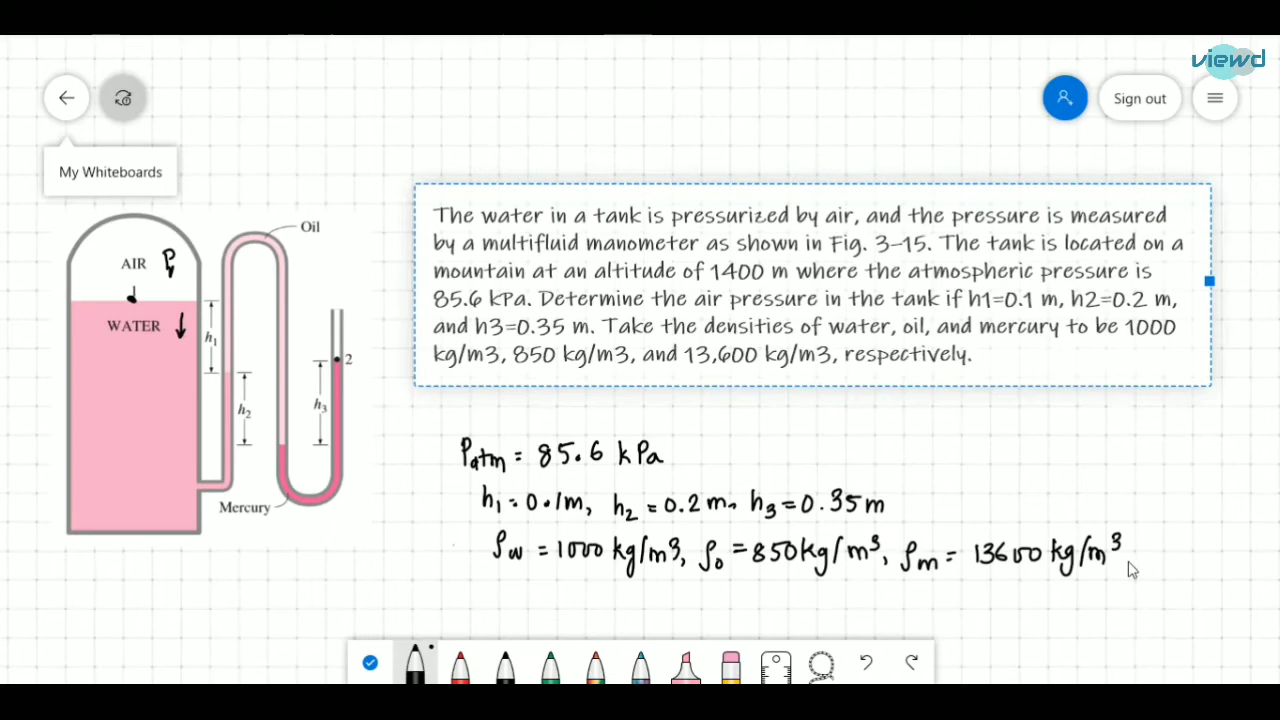 viewd
Sign out
My Whiteboards
The water in a tank is pressurized by air, and the pressure is measured
by a multifluid manometer as shown in Fig. 3–15. The tank is located on a
mountain at an altitude of 1400 m where the atmospheric pressure is
85.6 kPa. Determine the air pressure in the tank if h1=0.1 m, h2=0.2 m,
and h3=0.35 m. Take the densities of water, oil, and mercury to be 1000
kg/m3, 850 kg/m3, and 13,600 kg/m3, respectively.
Oil
AIR P₁
WATER
h₁
2
h₂
h₃
Mercury
Patm = 85.6 kPa
h₁ = 0.1m, h₂ = 0.2 m, h₃ = 0.35 m
ρw = 1000 kg/m³, ρo = 850 kg/m³, ρm = 13600 kg/m³